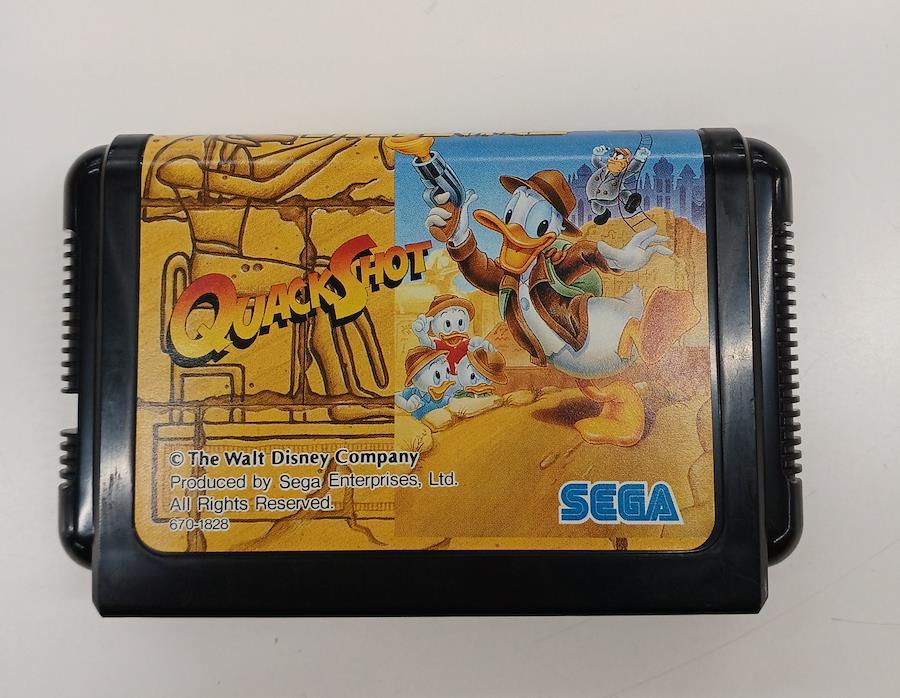 QUACKSHOT
© The Walt Disney Company
Produced by Sega Enterprises, Ltd.
All Rights Reserved.
670-1828
SEGA